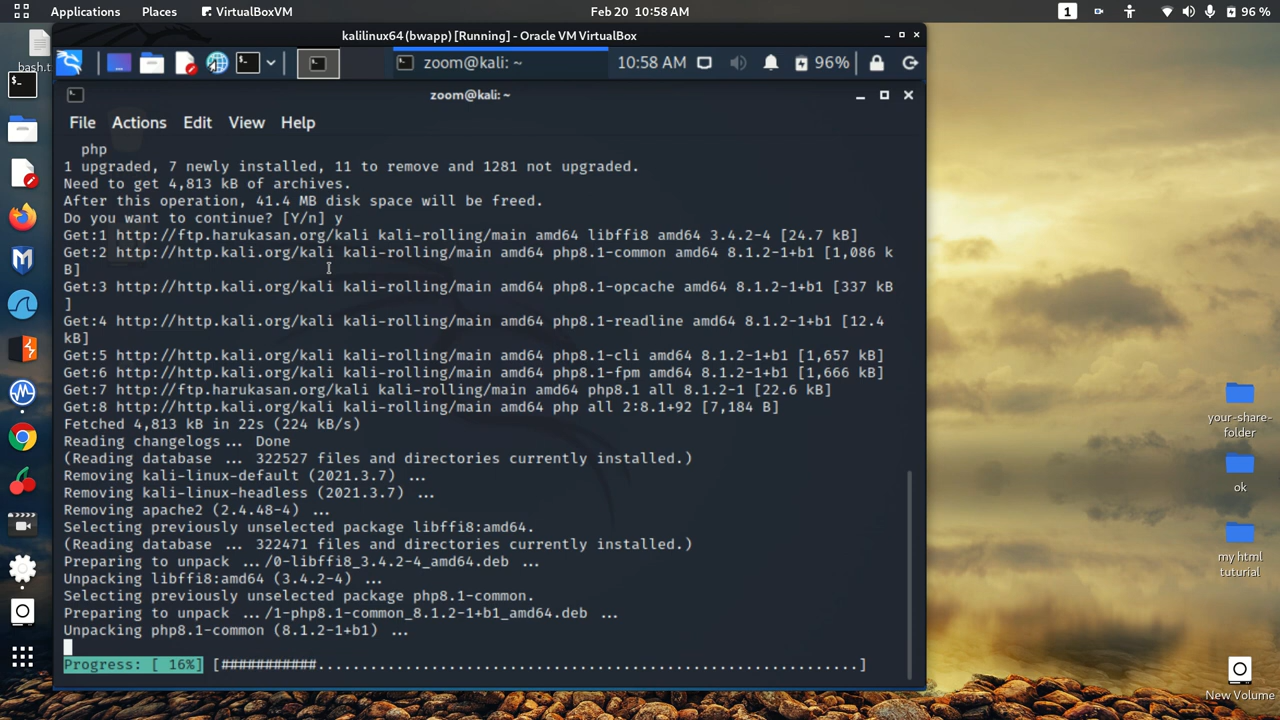 Applications Places VirtualBoxVM Feb 20 10:58 AM 1 96 %
kalilinux64 (bwapp) [Running] - Oracle VM VirtualBox
bash.t
zoom@kali: ~ 10:58 AM 96%
zoom@kali: ~
File Actions Edit View Help
php
1 upgraded, 7 newly installed, 11 to remove and 1281 not upgraded.
Need to get 4,813 kB of archives.
After this operation, 41.4 MB disk space will be freed.
Do you want to continue? [Y/n] y
Get:1 http://ftp.harukasan.org/kali kali-rolling/main amd64 libffi8 amd64 3.4.2-4 [24.7 kB]
Get:2 http://http.kali.org/kali kali-rolling/main amd64 php8.1-common amd64 8.1.2-1+b1 [1,086 k
B]
Get:3 http://http.kali.org/kali kali-rolling/main amd64 php8.1-opcache amd64 8.1.2-1+b1 [337 kB
]
Get:4 http://http.kali.org/kali kali-rolling/main amd64 php8.1-readline amd64 8.1.2-1+b1 [12.4
kB]
Get:5 http://http.kali.org/kali kali-rolling/main amd64 php8.1-cli amd64 8.1.2-1+b1 [1,657 kB]
Get:6 http://http.kali.org/kali kali-rolling/main amd64 php8.1-fpm amd64 8.1.2-1+b1 [1,666 kB]
Get:7 http://ftp.harukasan.org/kali kali-rolling/main amd64 php8.1 all 8.1.2-1 [22.6 kB]
Get:8 http://http.kali.org/kali kali-rolling/main amd64 php all 2:8.1+92 [7,184 B]
Fetched 4,813 kB in 22s (224 kB/s)
Reading changelogs... Done
(Reading database ... 322527 files and directories currently installed.)
Removing kali-linux-default (2021.3.7) ...
Removing kali-linux-headless (2021.3.7) ...
Removing apache2 (2.4.48-4) ...
Selecting previously unselected package libffi8:amd64.
(Reading database ... 322471 files and directories currently installed.)
Preparing to unpack .../0-libffi8_3.4.2-4_amd64.deb ...
Unpacking libffi8:amd64 (3.4.2-4) ...
Selecting previously unselected package php8.1-common.
Preparing to unpack .../1-php8.1-common_8.1.2-1+b1_amd64.deb ...
Unpacking php8.1-common (8.1.2-1+b1) ...
Progress: [ 16%] [###########...............................................................]
your-share-
folder
ok
my html
tuturial
New Volume